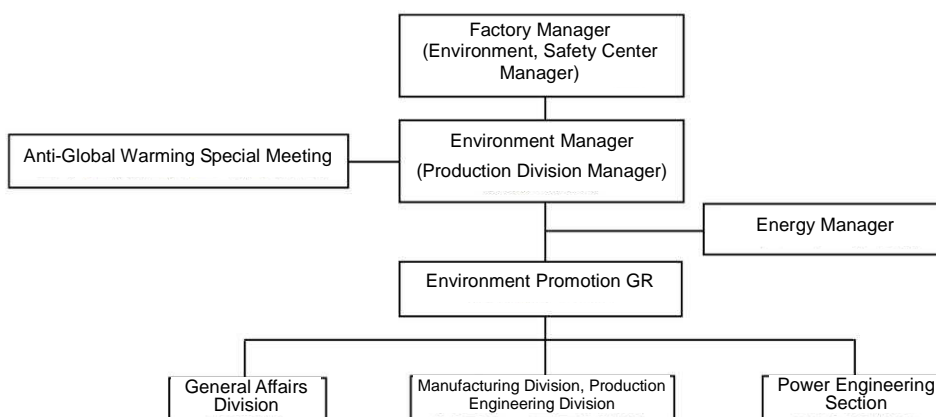 Factory Manager
(Environment, Safety Center
Manager)
Environment Manager
(Production Division Manager)
Anti-Global Warming Special Meeting
Energy Manager
Environment Promotion GR
General Affairs
Division
Manufacturing Division, Production
Engineering Division
Power Engineering
Section